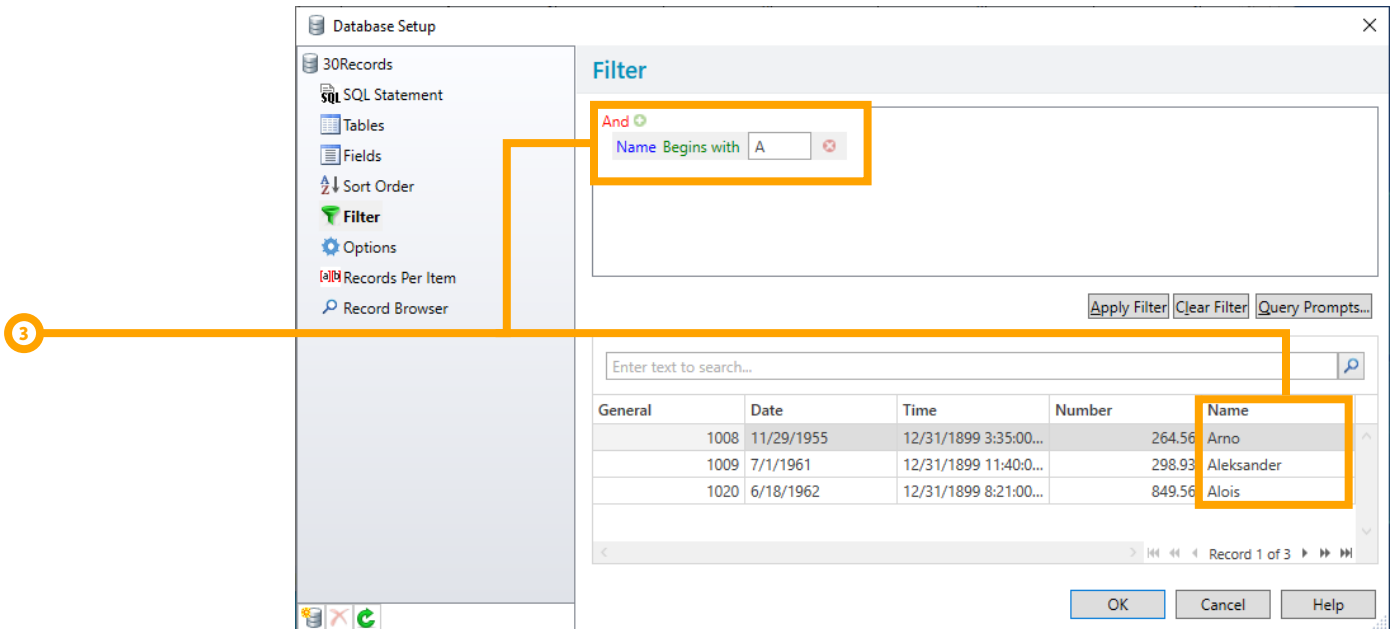 Database Setup
30Records
SQL SQL Statement
Tables
Fields
A Z Sort Order
Filter
Options
[a][b] Records Per Item
Record Browser
3
Filter
And
Name Begins with A
Apply Filter Clear Filter Query Prompts...
Enter text to search...
General Date Time Number Name
1008 11/29/1955 12/31/1899 3:35:00... 264.56 Arno
1009 7/1/1961 12/31/1899 11:40:0... 298.93 Aleksander
1020 6/18/1962 12/31/1899 8:21:00... 849.56 Alois
Record 1 of 3
OK Cancel Help